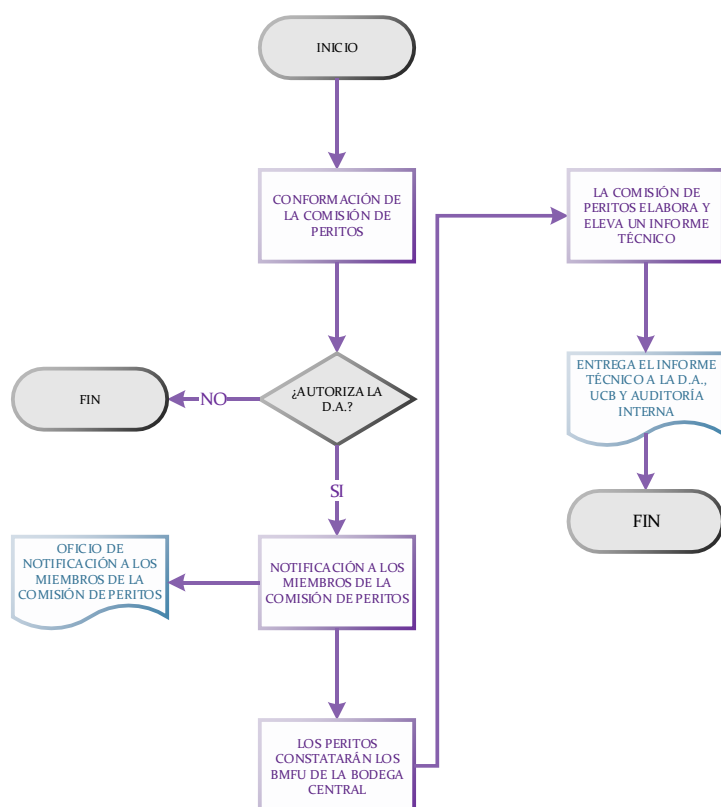 INICIO
CONFORMACIÓN DE
LA COMISIÓN DE
PERITOS
¿AUTORIZA LA
D.A.?
NO
FIN
SI
NOTIFICACIÓN A LOS
MIEMBROS DE LA
COMISIÓN DE PERITOS
OFICIO DE
NOTIFICACIÓN A LOS
MIEMBROS DE LA
COMISIÓN DE PERITOS
LOS PERITOS
CONSTATARÁN LOS
BMFU DE LA BODEGA
CENTRAL
LA COMISIÓN DE
PERITOS ELABORA Y
ELEVA UN INFORME
TÉCNICO
ENTREGA EL INFORME
TÉCNICO A LA D.A.,
UCB Y AUDITORÍA
INTERNA
FIN